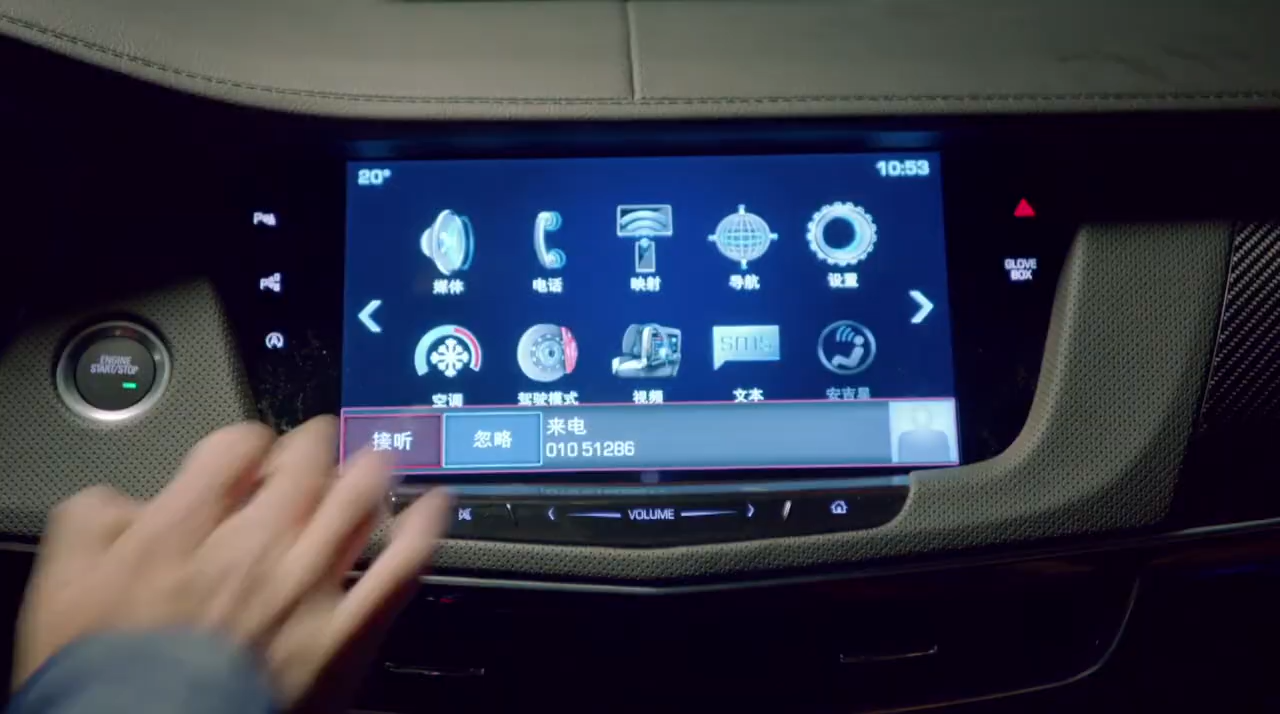 20°
10:53
媒体
电话
映射
导航
设置
空调
驾驶模式
视频
SMS
文本
安吉星
接听
忽略
来电
010 51286
VOLUME
ENGINE
START/STOP
GLOVE
BOX